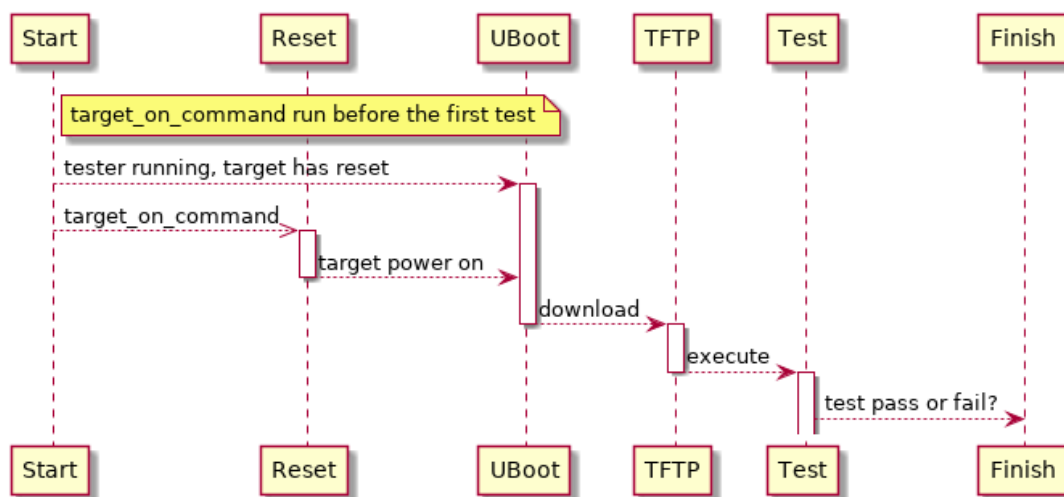 Start Reset UBoot TFTP Test Finish
target_on_command run before the first test
tester running, target has reset
target_on_command
target power on
download
execute
test pass or fail?
Start Reset UBoot TFTP Test Finish